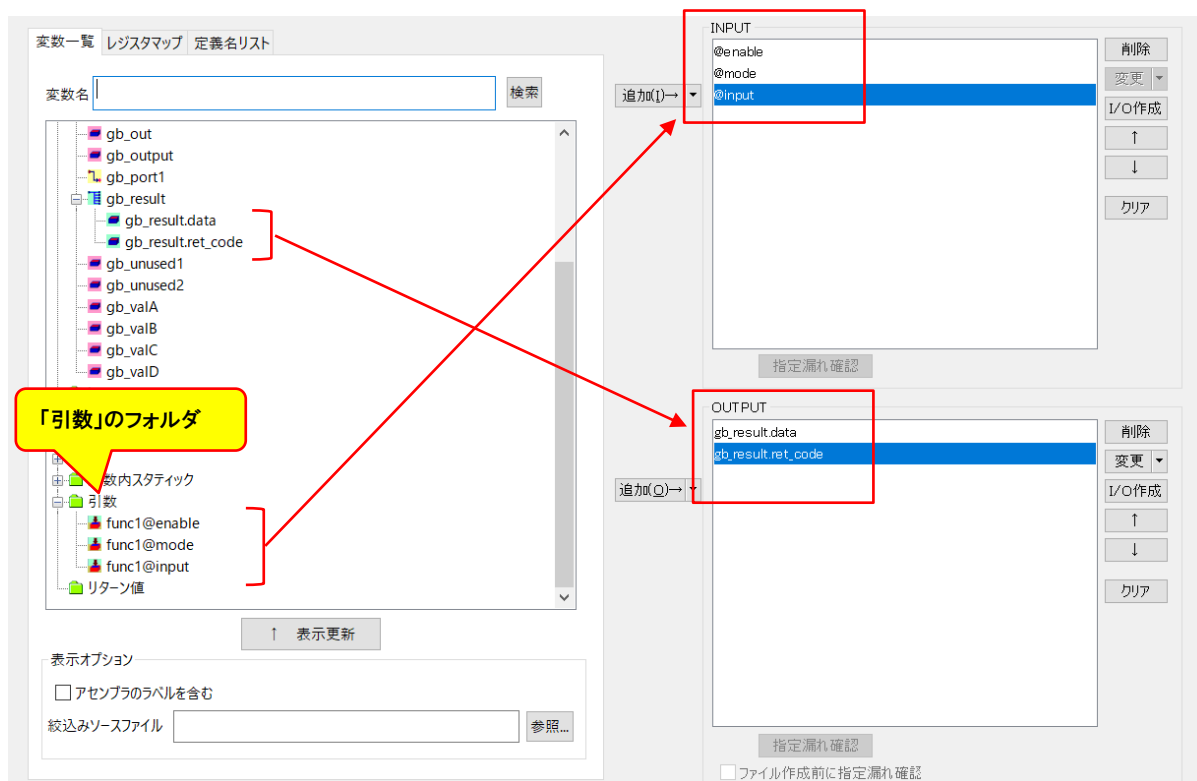 変数一覧 レジスタマップ 定義名リスト
変数名 検索
gb_out
gb_output
gb_port1
gb_result
gb_result.data
gb_result.ret_code
gb_unused1
gb_unused2
gb_valA
gb_valB
gb_valC
gb_valD
「引数」のフォルダ
数内スタティック
引数
func1@enable
func1@mode
func1@input
リターン値
↑ 表示更新
表示オプション
アセンブラのラベルを含む
絞込みソースファイル 参照...
追加(I)→
INPUT
@enable
@mode
@input
削除
変更
I/O作成
↑
↓
クリア
指定漏れ確認
追加(O)→
OUTPUT
gb_result.data
gb_result.ret_code
削除
変更
I/O作成
↑
↓
クリア
指定漏れ確認
ファイル作成前に指定漏れ確認